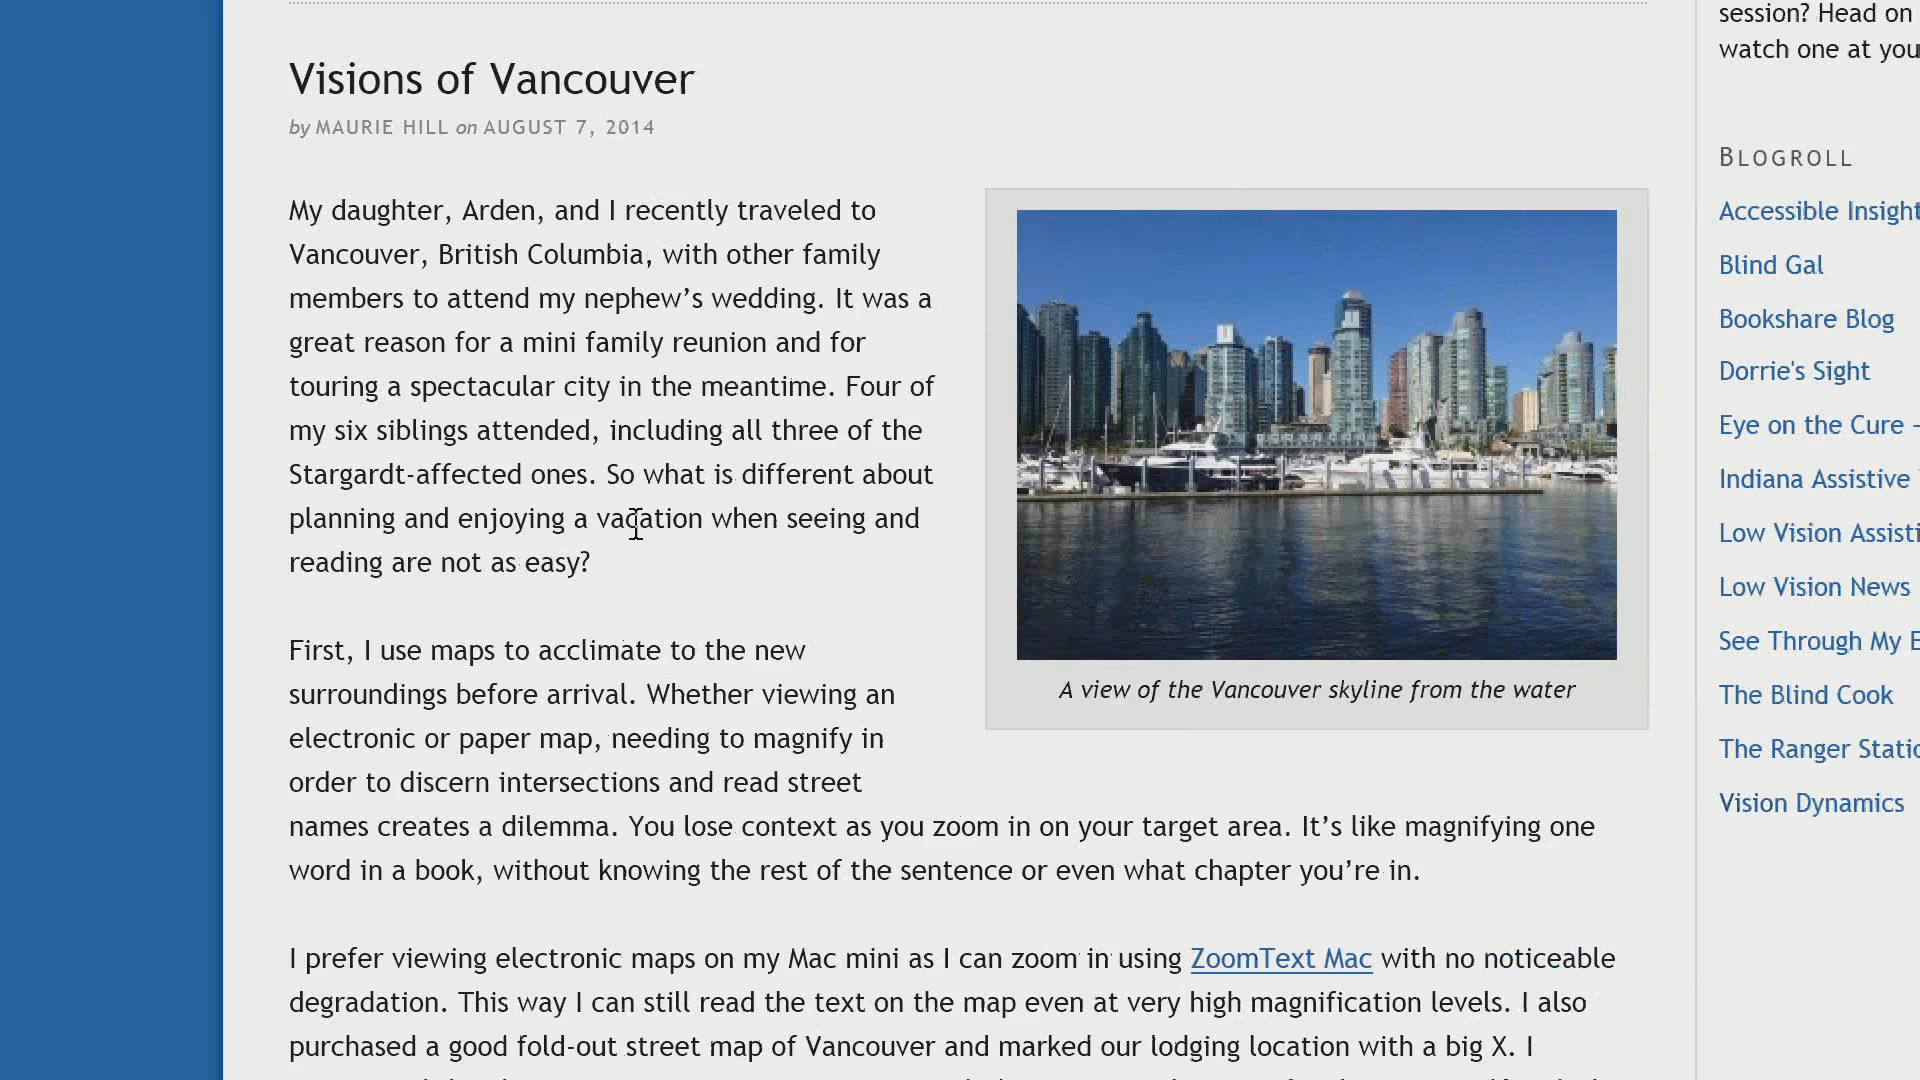 Visions of Vancouver
by MAURIE HILL on AUGUST 7, 2014
My daughter, Arden, and I recently traveled to
Vancouver, British Columbia, with other family
members to attend my nephew’s wedding. It was a
great reason for a mini family reunion and for
touring a spectacular city in the meantime. Four of
my six siblings attended, including all three of the
Stargardt-affected ones. So what is different about
planning and enjoying a vacation when seeing and
reading are not as easy?
A view of the Vancouver skyline from the water
First, I use maps to acclimate to the new
surroundings before arrival. Whether viewing an
electronic or paper map, needing to magnify in
order to discern intersections and read street
names creates a dilemma. You lose context as you zoom in on your target area. It’s like magnifying one
word in a book, without knowing the rest of the sentence or even what chapter you’re in.
I prefer viewing electronic maps on my Mac mini as I can zoom in using ZoomText Mac with no noticeable
degradation. This way I can still read the text on the map even at very high magnification levels. I also
purchased a good fold-out street map of Vancouver and marked our lodging location with a big X. I
session? Head on
watch one at you
BLOGROLL
Accessible Insight
Blind Gal
Bookshare Blog
Dorrie's Sight
Eye on the Cure -
Indiana Assistive
Low Vision Assisti
Low Vision News
See Through My E
The Blind Cook
The Ranger Statio
Vision Dynamics